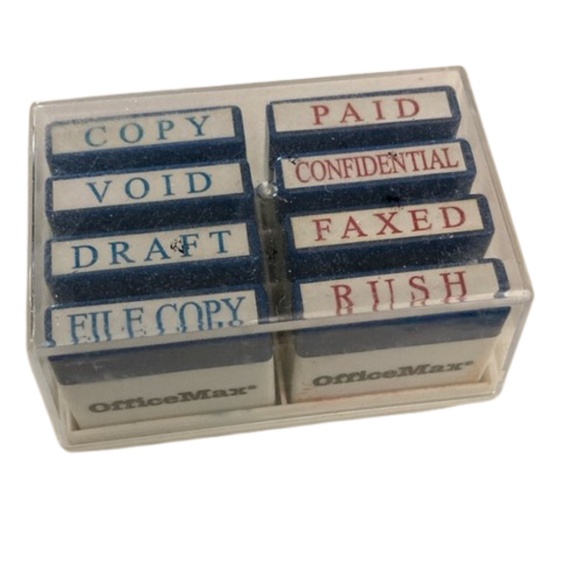 COPY
VOID
DRAFT
FILE COPY
OfficeMax®
PAID
CONFIDENTIAL
FAXED
RUSH
OfficeMax®